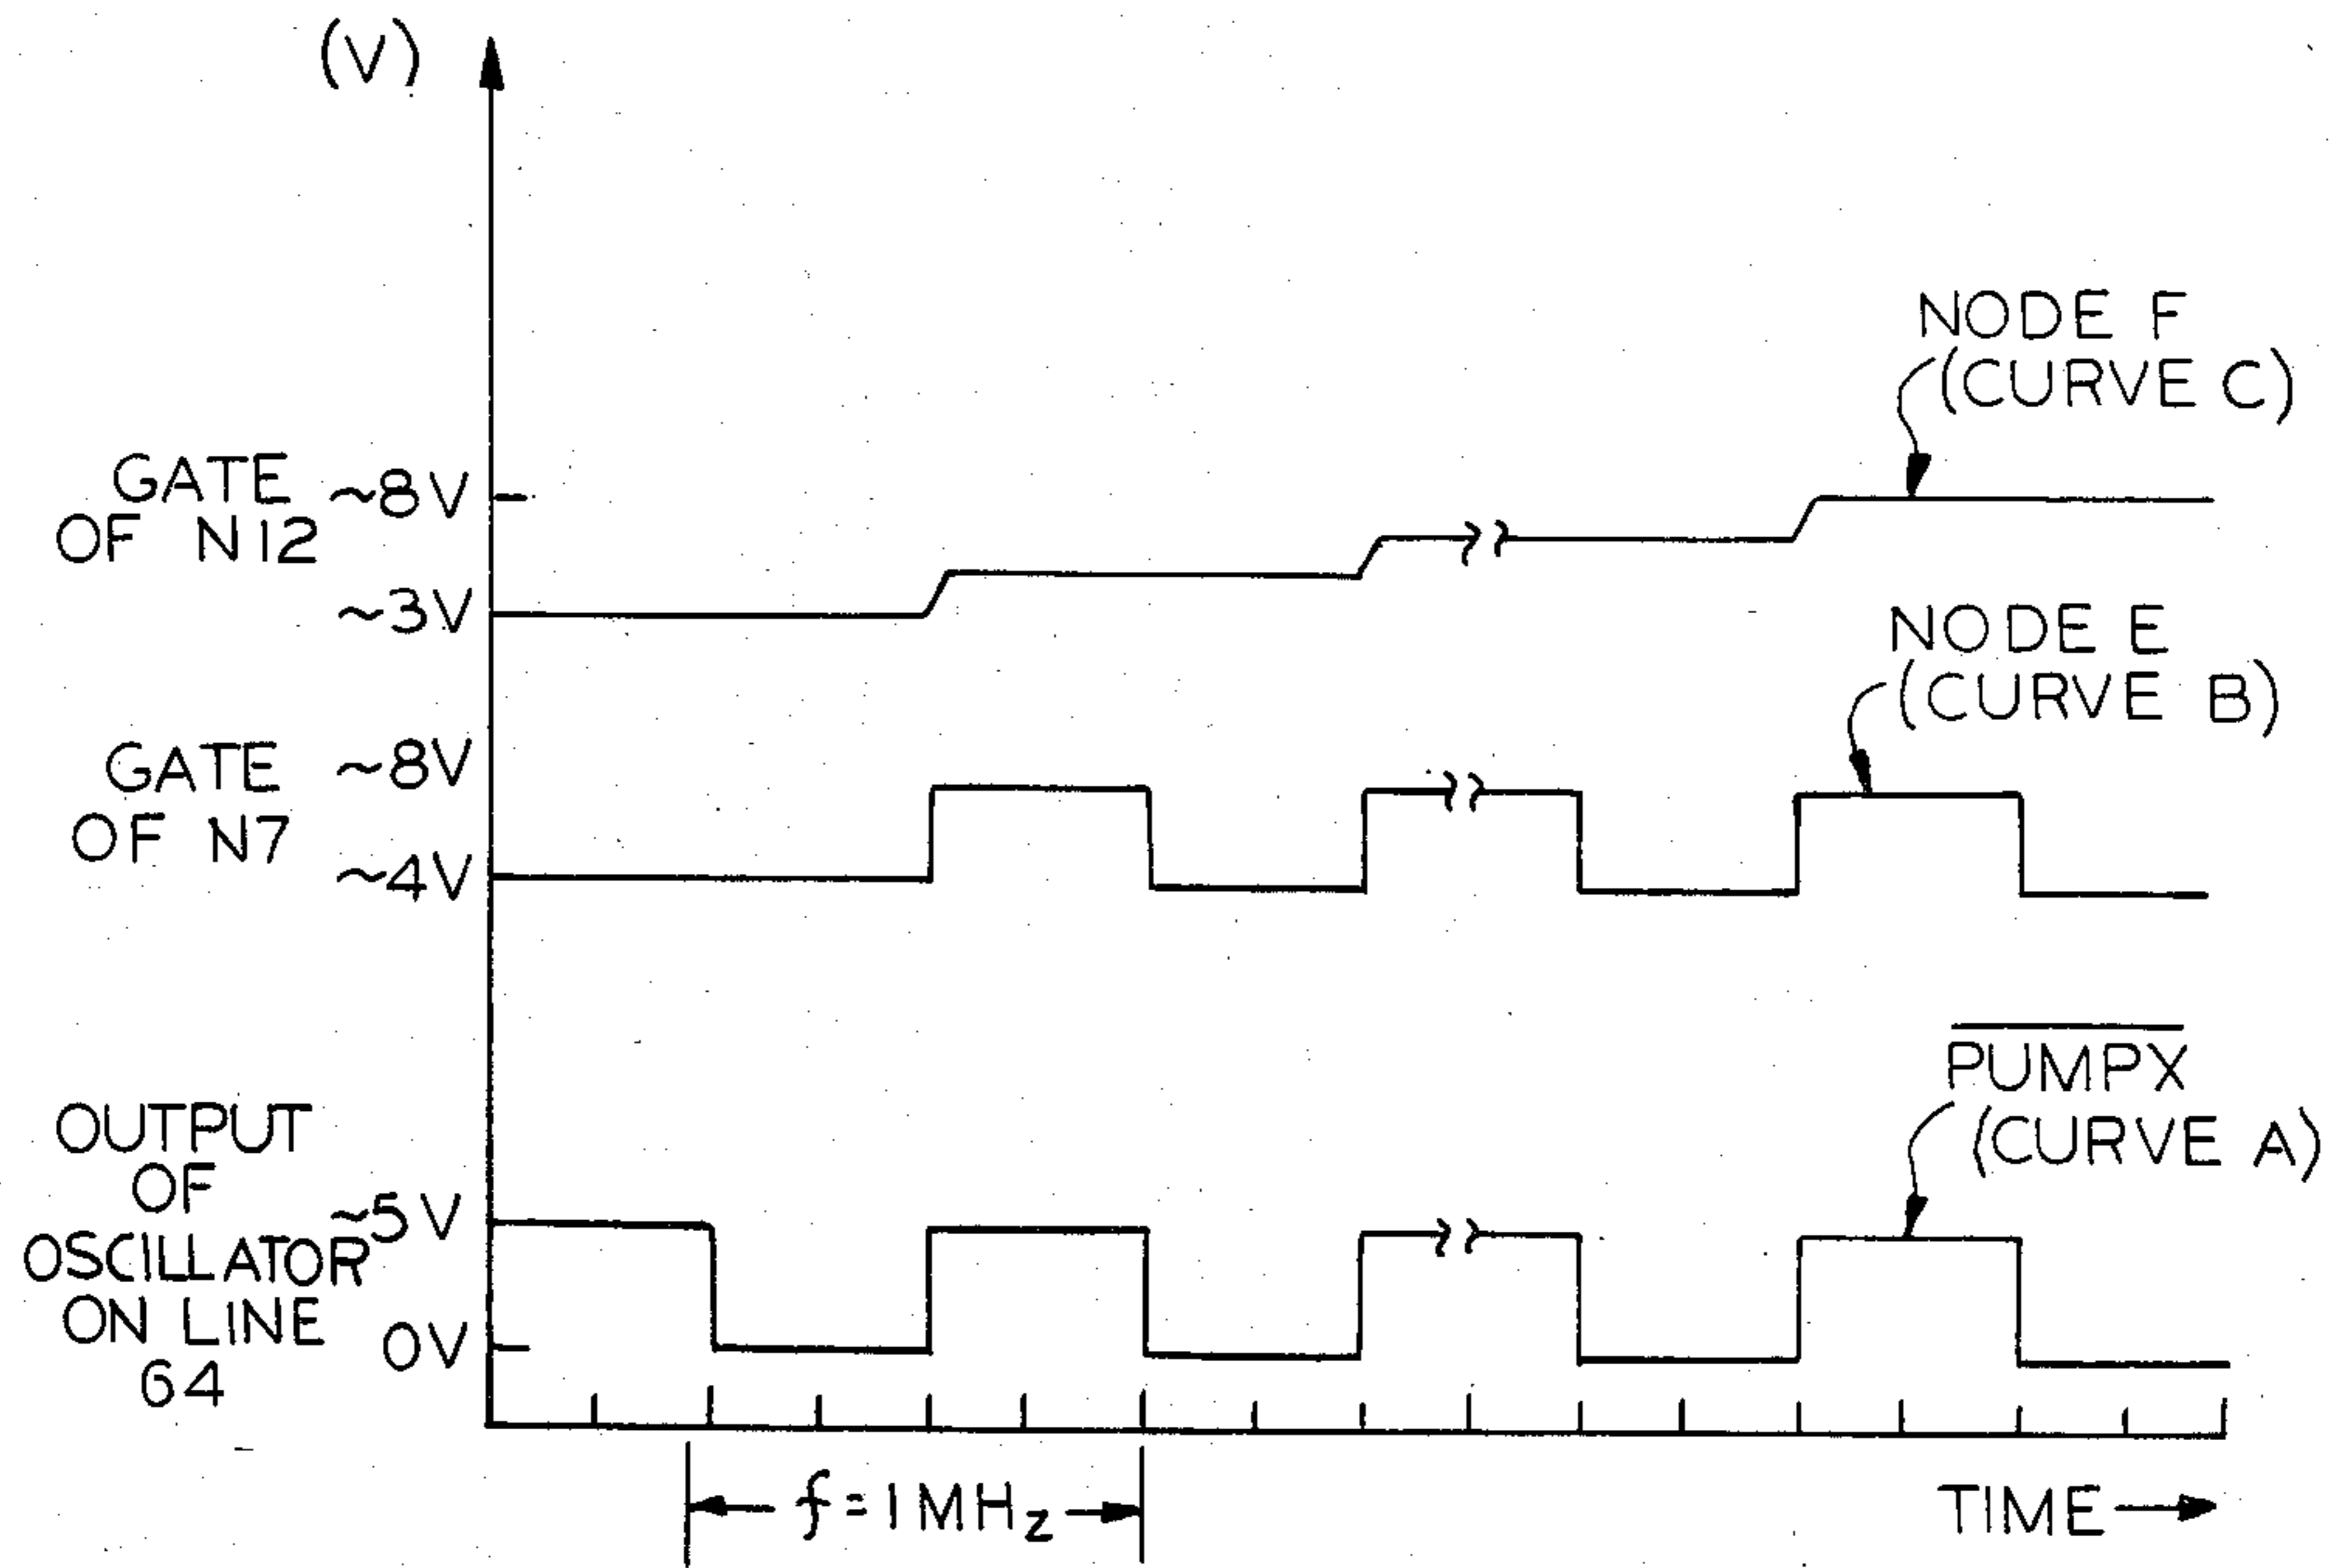 (V)
NODE F
(CURVE C)
GATE
OF N12
~8V
~3V
NODE E
(CURVE B)
GATE
OF N7
~8V
~4V
PUMPX
(CURVE A)
OUTPUT
OF
OSCILLATOR
ON LINE
64
~5V
0V
f=1MHz
TIME